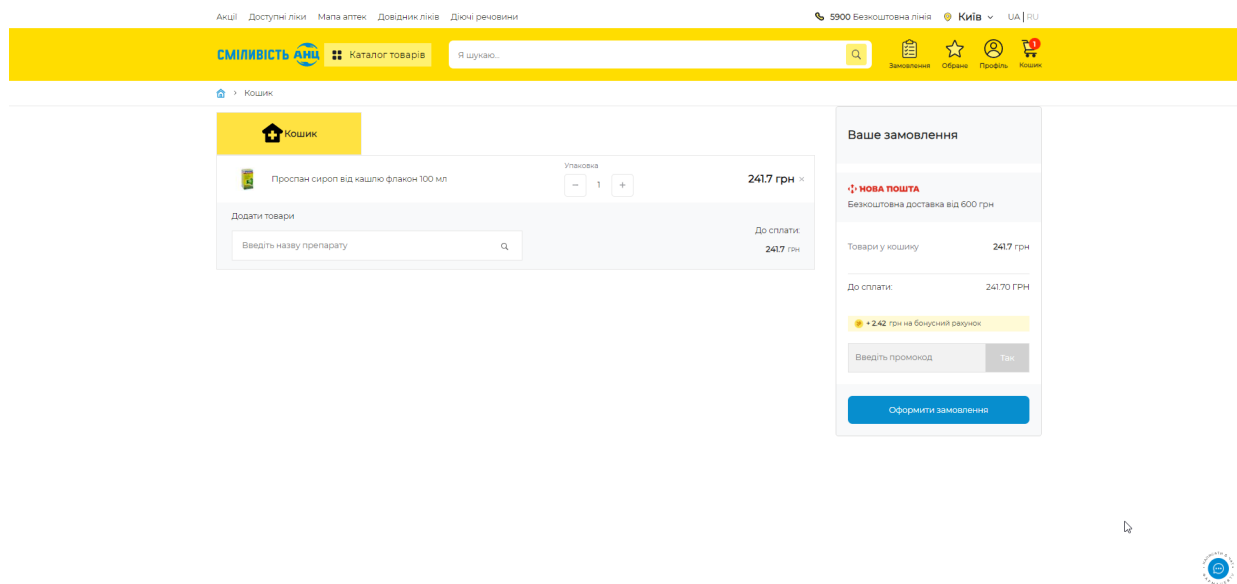 Акції Доступні ліки Мапа аптек Довідник ліків Діючі речовини 5900 Безкоштовна лінія Київ UA RU
СМІЛИВІСТЬ АНЦ Каталог товарів Я шукаю... Замовлення Обране Профіль Кошик 1
Кошик
Кошик
Упаковка
Проспан сироп від кашлю флакон 100 мл − 1 + 241.7 грн ×
Додати товари
Введіть назву препарату
До сплати:
241.7 ГРН
Ваше замовлення
НОВА ПОШТА
Безкоштовна доставка від 600 грн
Товари у кошику 241.7 грн
До сплати: 241.70 ГРН
+ 2.42 грн на бонусний рахунок
Введіть промокод Так
Оформити замовлення